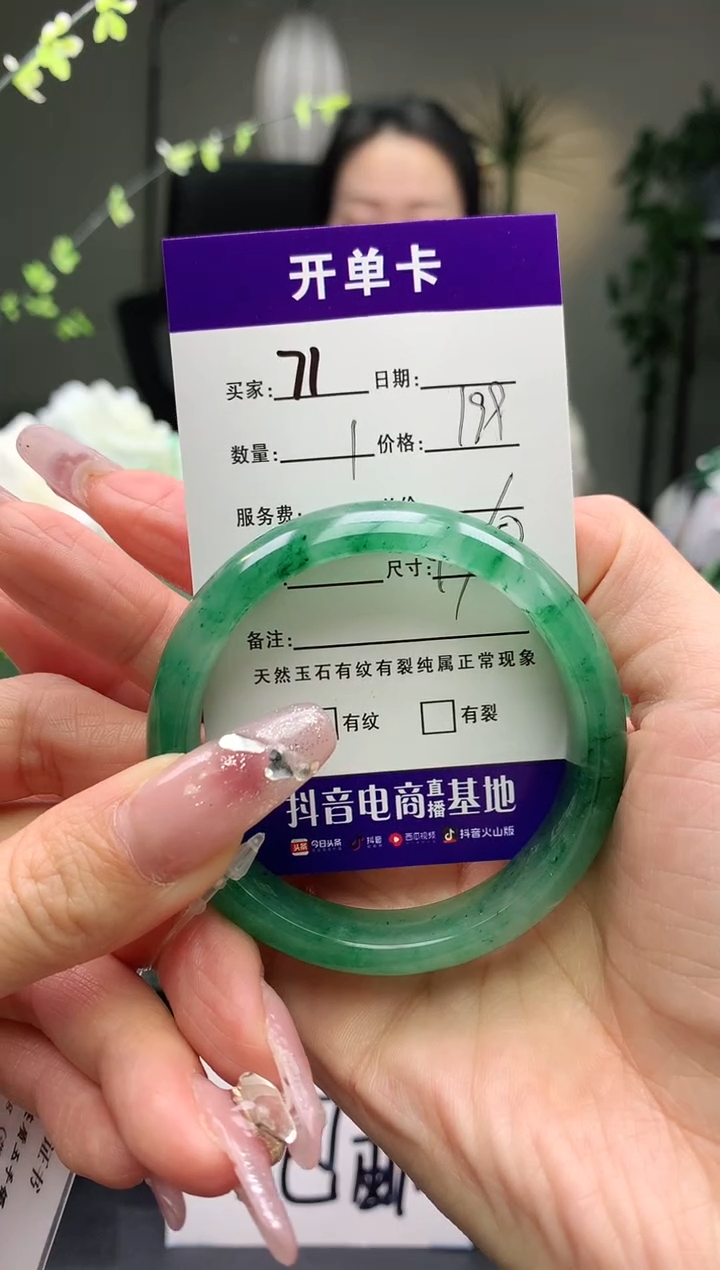 开单卡
买家: 71 日期:
数量: 1 价格: 198
服务费:
尺寸:
备注:
天然玉石有纹有裂纯属正常现象
有纹 有裂
抖音电商直播基地
头条 今日头条 抖音 西瓜视频 抖音火山版